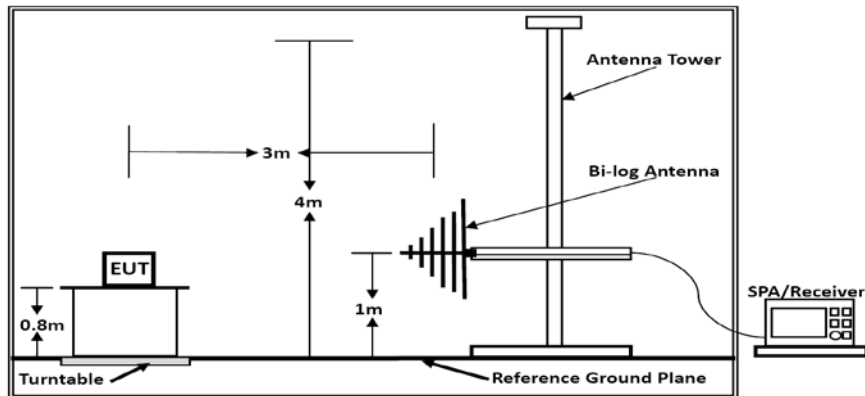 Antenna Tower
3m
Bi-log Antenna
4m
EUT
1m
SPA/Receiver
0.8m
Turntable
Reference Ground Plane